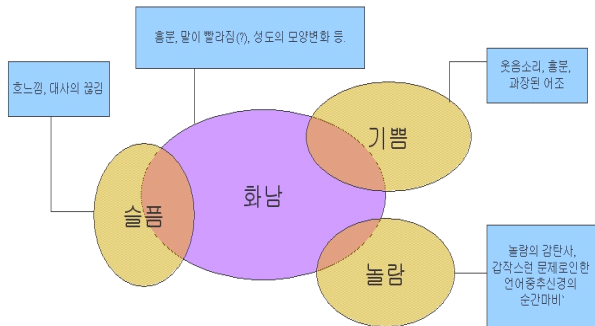 흥분, 말이 빨라짐(?), 성도의 모양변화 등.
흐느낌, 대사의 끊김
웃음소리, 흥분,
과장된 어조
기쁨
화남
슬픔
놀람
놀람의 감탄사,
갑작스런 문제로인한
언어중추신경의
순간마비`